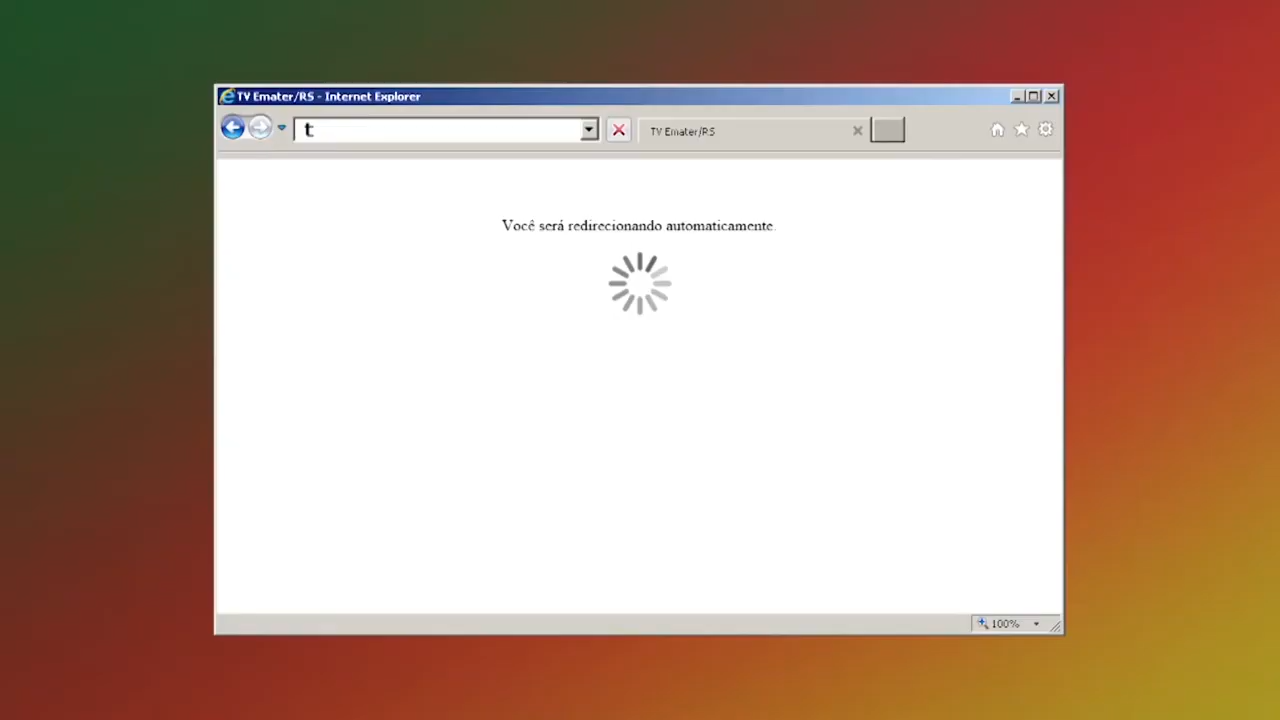 TV Emater/RS - Internet Explorer
t
TV Emater/RS
Você será redirecionando automaticamente.
100%